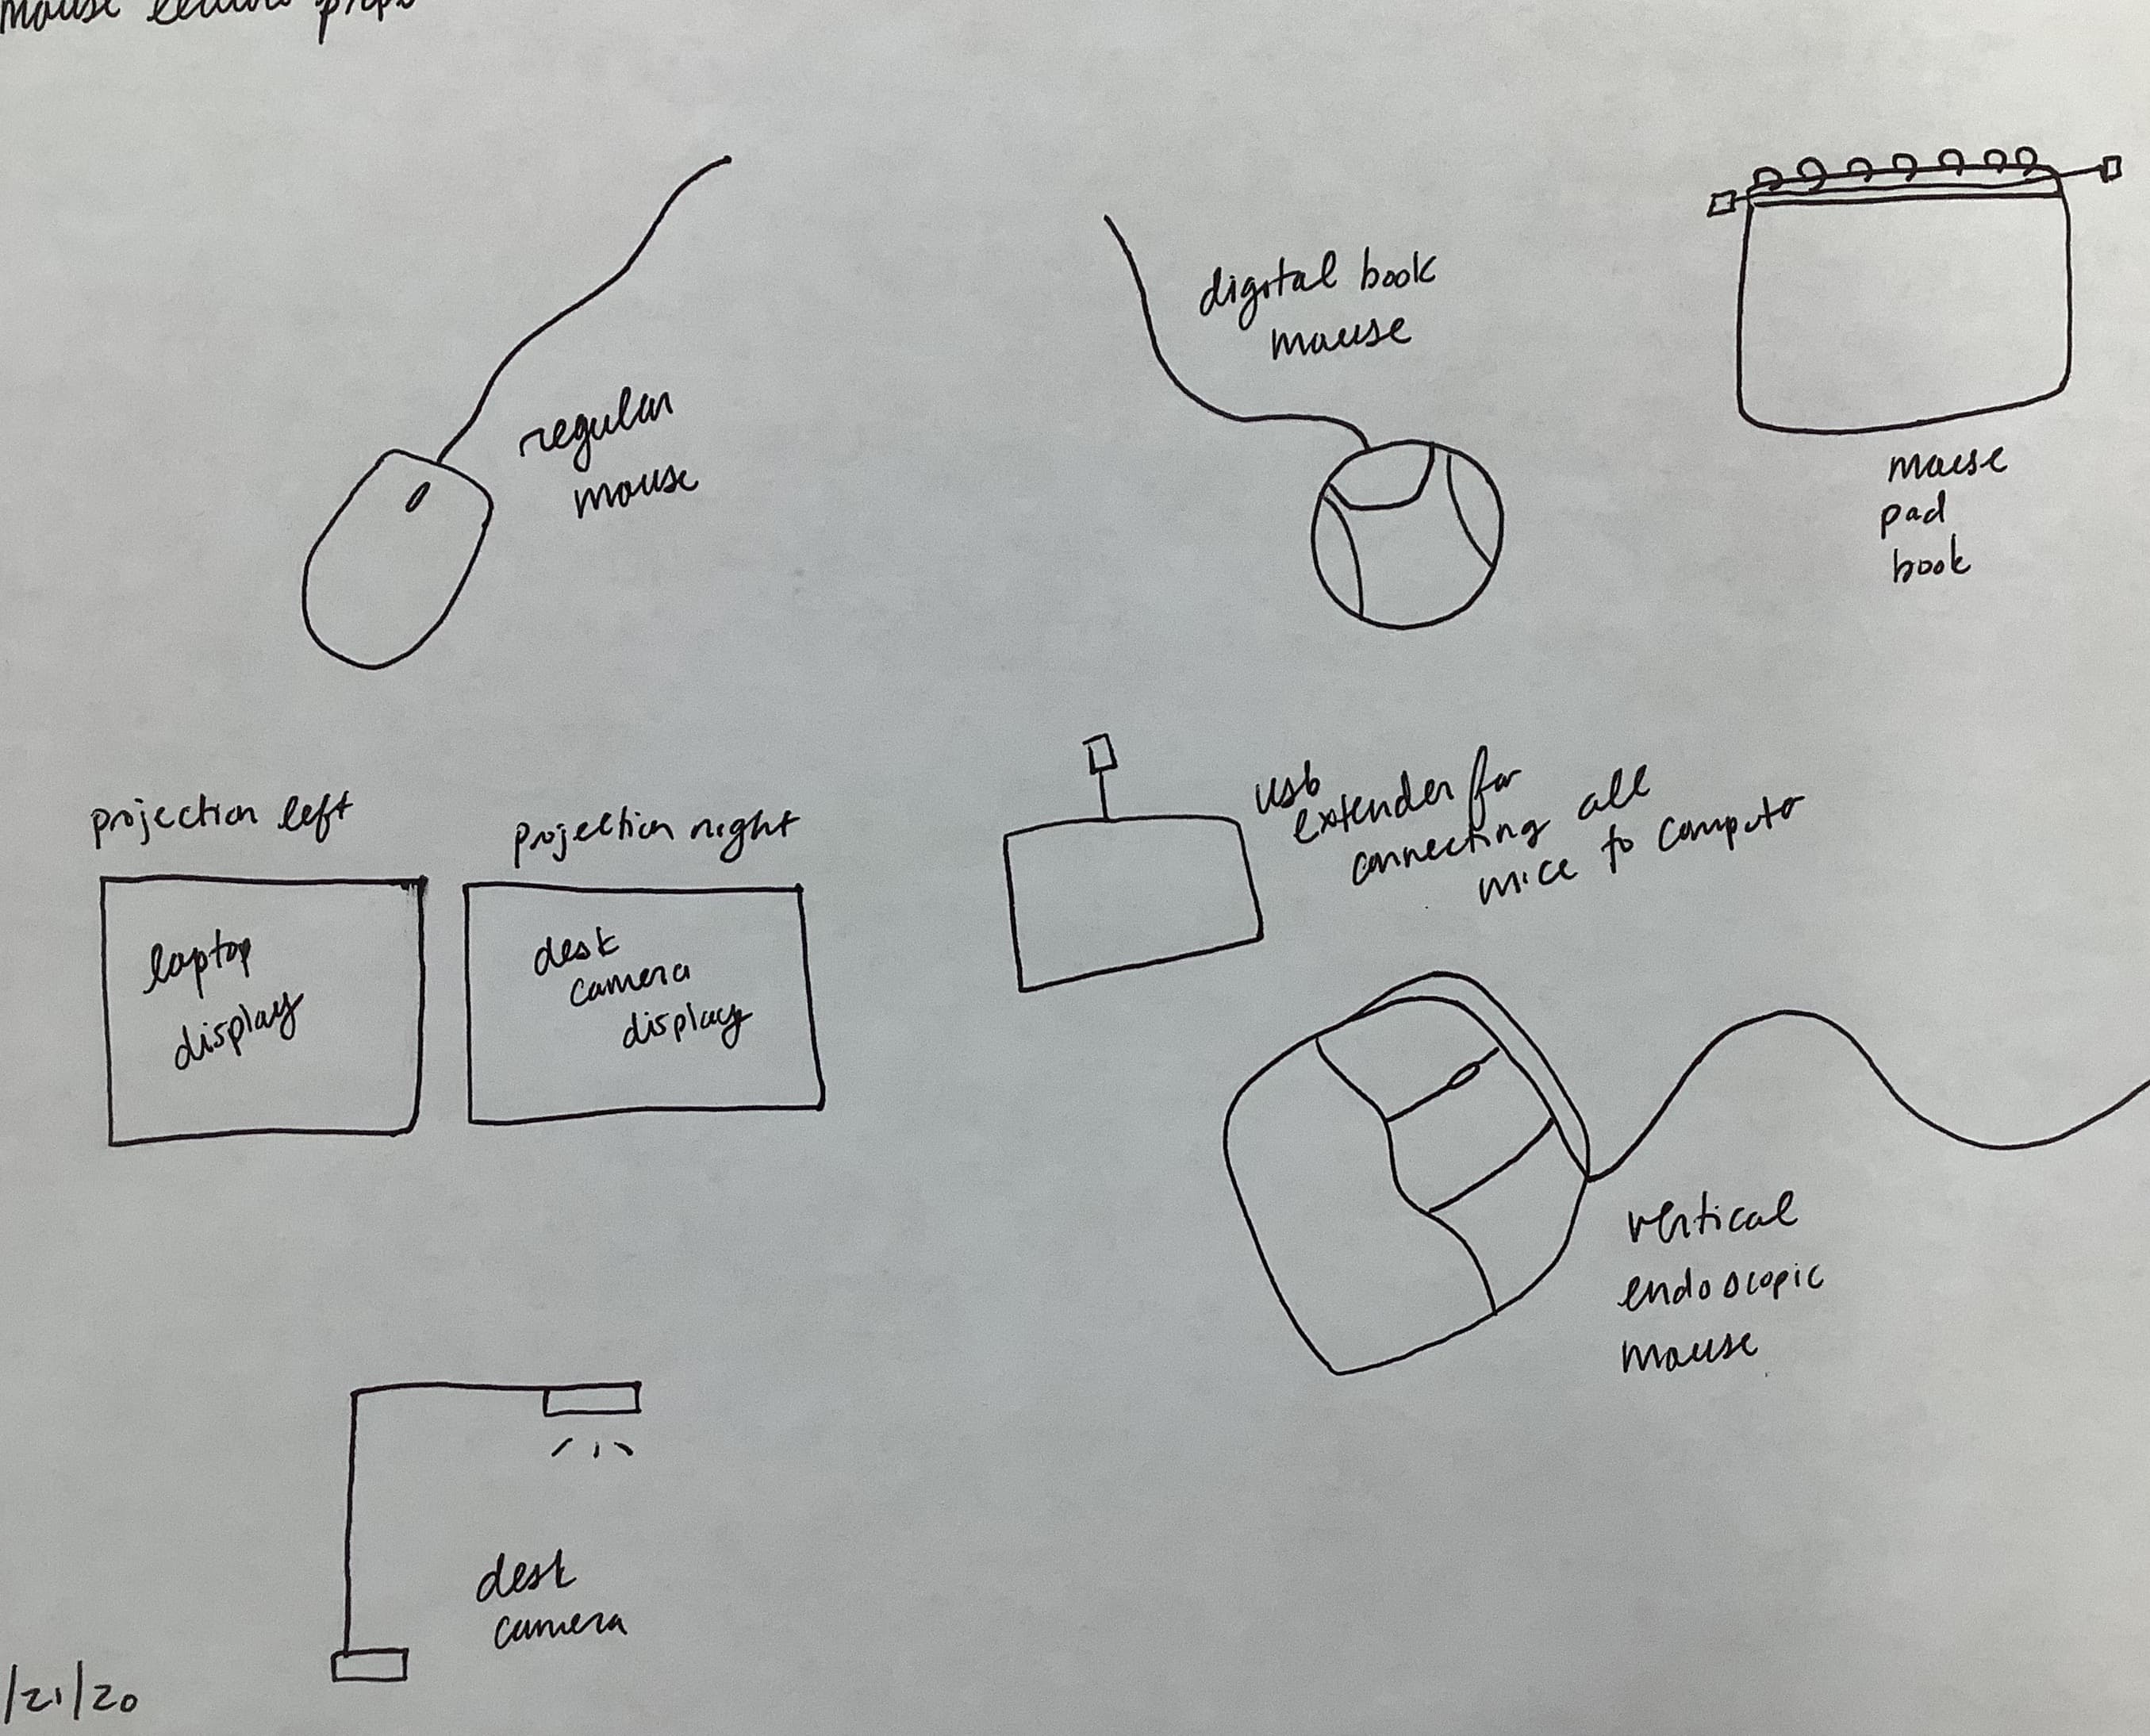 mouse lecture props
regular
mouse
digital book
mouse
mouse
pad
book
projection left
projection right
laptop
display
desk
camera
display
usb
extender for
connecting all
mice to computer
vertical
endoscopic
mouse
desk
camera
/21/20